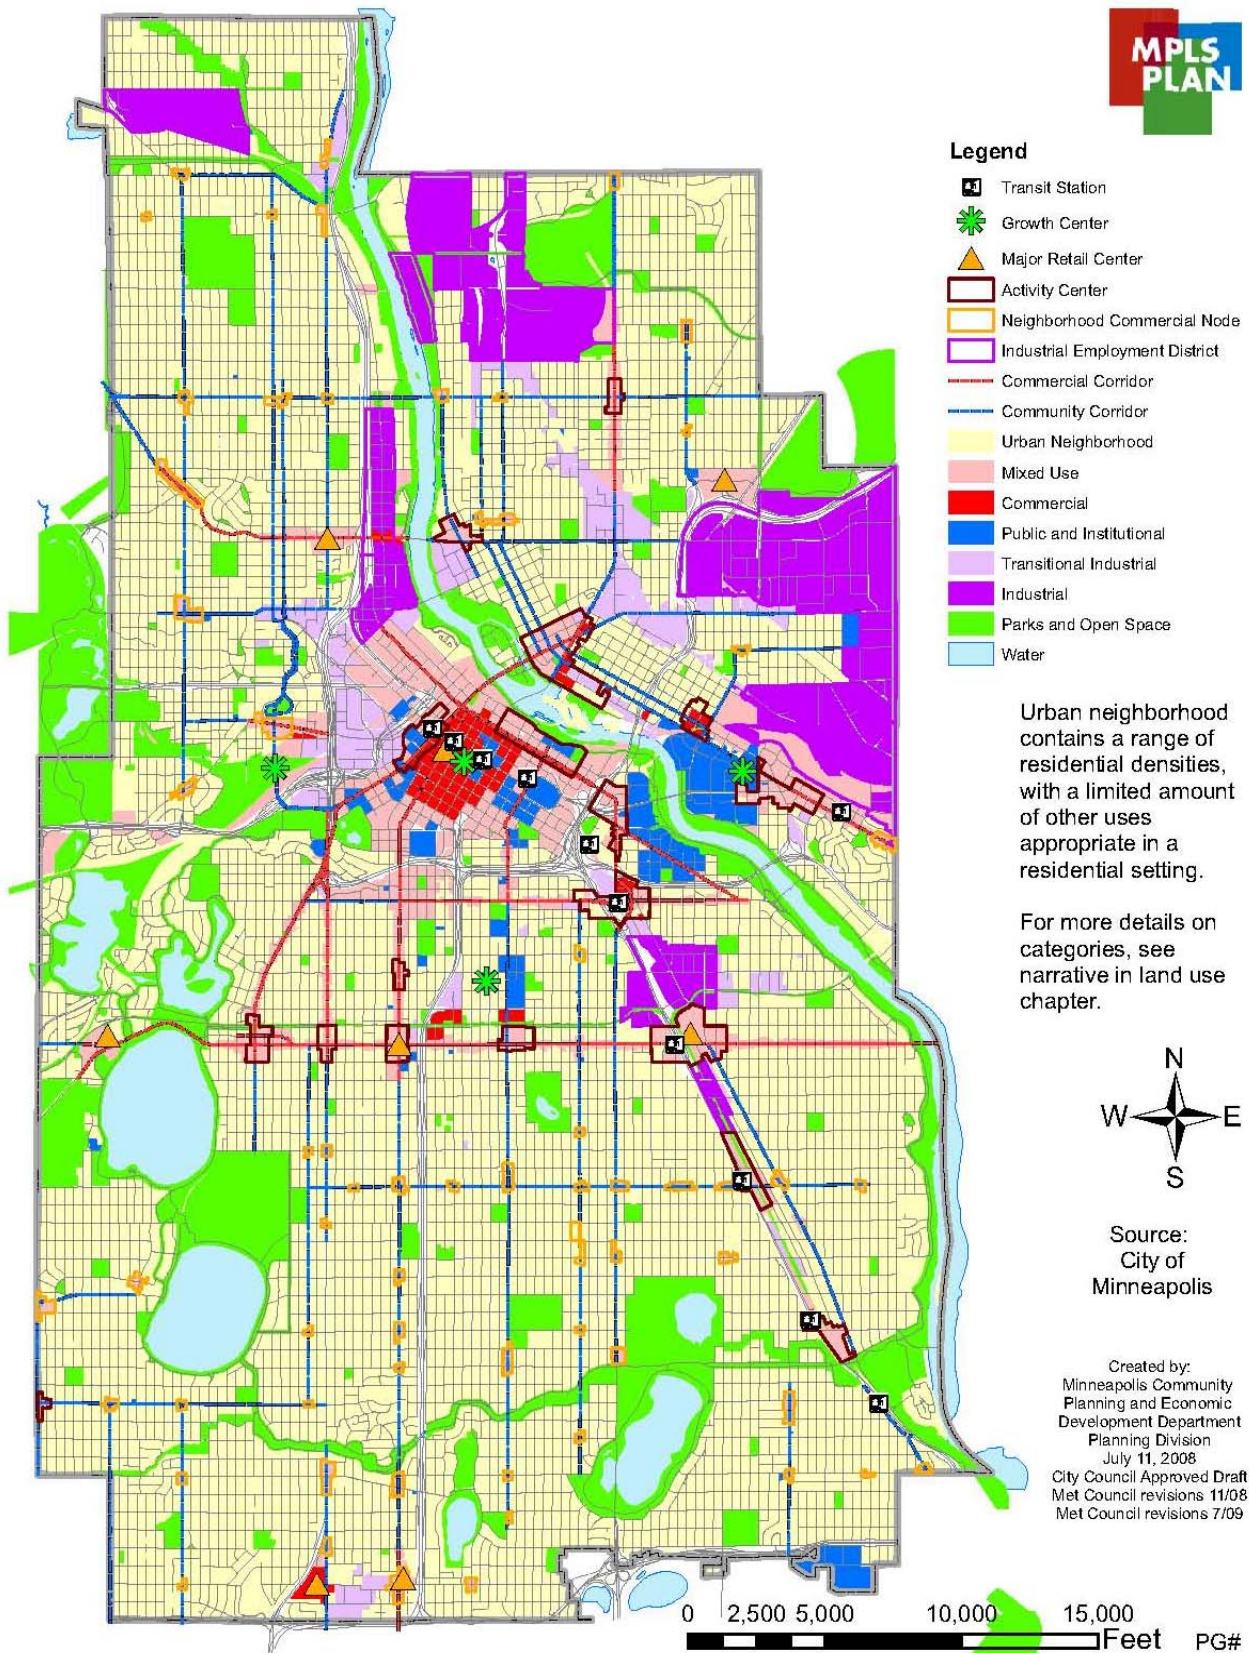 MPLS
PLAN
Legend
Transit Station
Growth Center
Major Retail Center
Activity Center
Neighborhood Commercial Node
Industrial Employment District
Commercial Corridor
Community Corridor
Urban Neighborhood
Mixed Use
Commercial
Public and Institutional
Transitional Industrial
Industrial
Parks and Open Space
Water
Urban neighborhood
contains a range of
residential densities,
with a limited amount
of other uses
appropriate in a
residential setting.
For more details on
categories, see
narrative in land use
chapter.
N
W E
S
Source:
City of
Minneapolis
Created by:
Minneapolis Community
Planning and Economic
Development Department
Planning Division
July 11, 2008
City Council Approved Draft
Met Council revisions 11/08
Met Council revisions 7/09
0 2,500 5,000 10,000 15,000
Feet
PG#